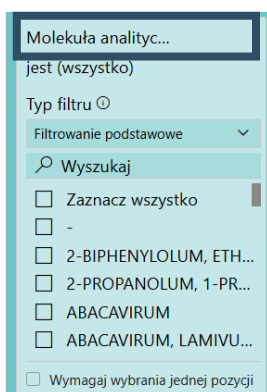 Molekuła analityc...
jest (wszystko)
Typ filtru
Filtrowanie podstawowe
Wyszukaj
Zaznacz wszystko
-
2-BIPHENYLOLUM, ETH...
2-PROPANOLUM, 1-PR...
ABACAVIRUM
ABACAVIRUM, LAMIVU...
Wymagaj wybrania jednej pozycji